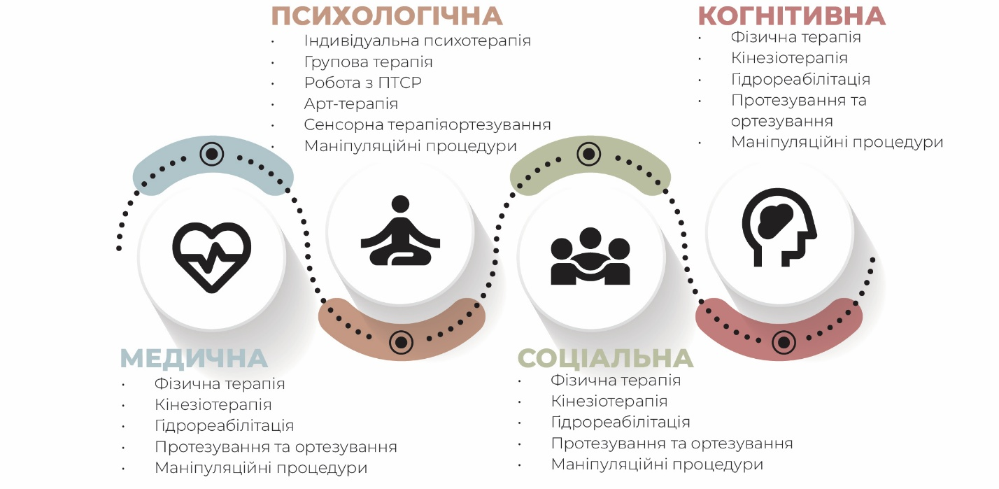 ПСИХОЛОГІЧНА
• Індивідуальна психотерапія
• Групова терапія
• Робота з ПТСР
• Арт-терапія
• Сенсорна терапіяортезування
• Маніпуляційні процедури
КОГНІТИВНА
• Фізична терапія
• Кінезіотерапія
• Гідрореабілітація
• Протезування та
ортезування
• Маніпуляційні процедури
МЕДИЧНА
• Фізична терапія
• Кінезіотерапія
• Гідрореабілітація
• Протезування та ортезування
• Маніпуляційні процедури
СОЦІАЛЬНА
• Фізична терапія
• Кінезіотерапія
• Гідрореабілітація
• Протезування та ортезування
• Маніпуляційні процедури